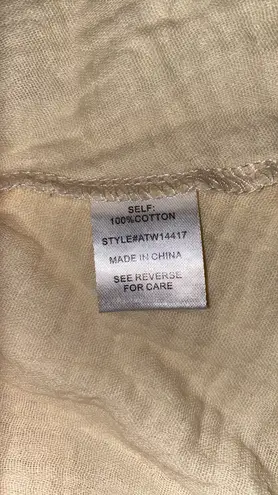 SELF:
100%COTTON
STYLE#ATW14417
MADE IN CHINA
SEE REVERSE
FOR CARE